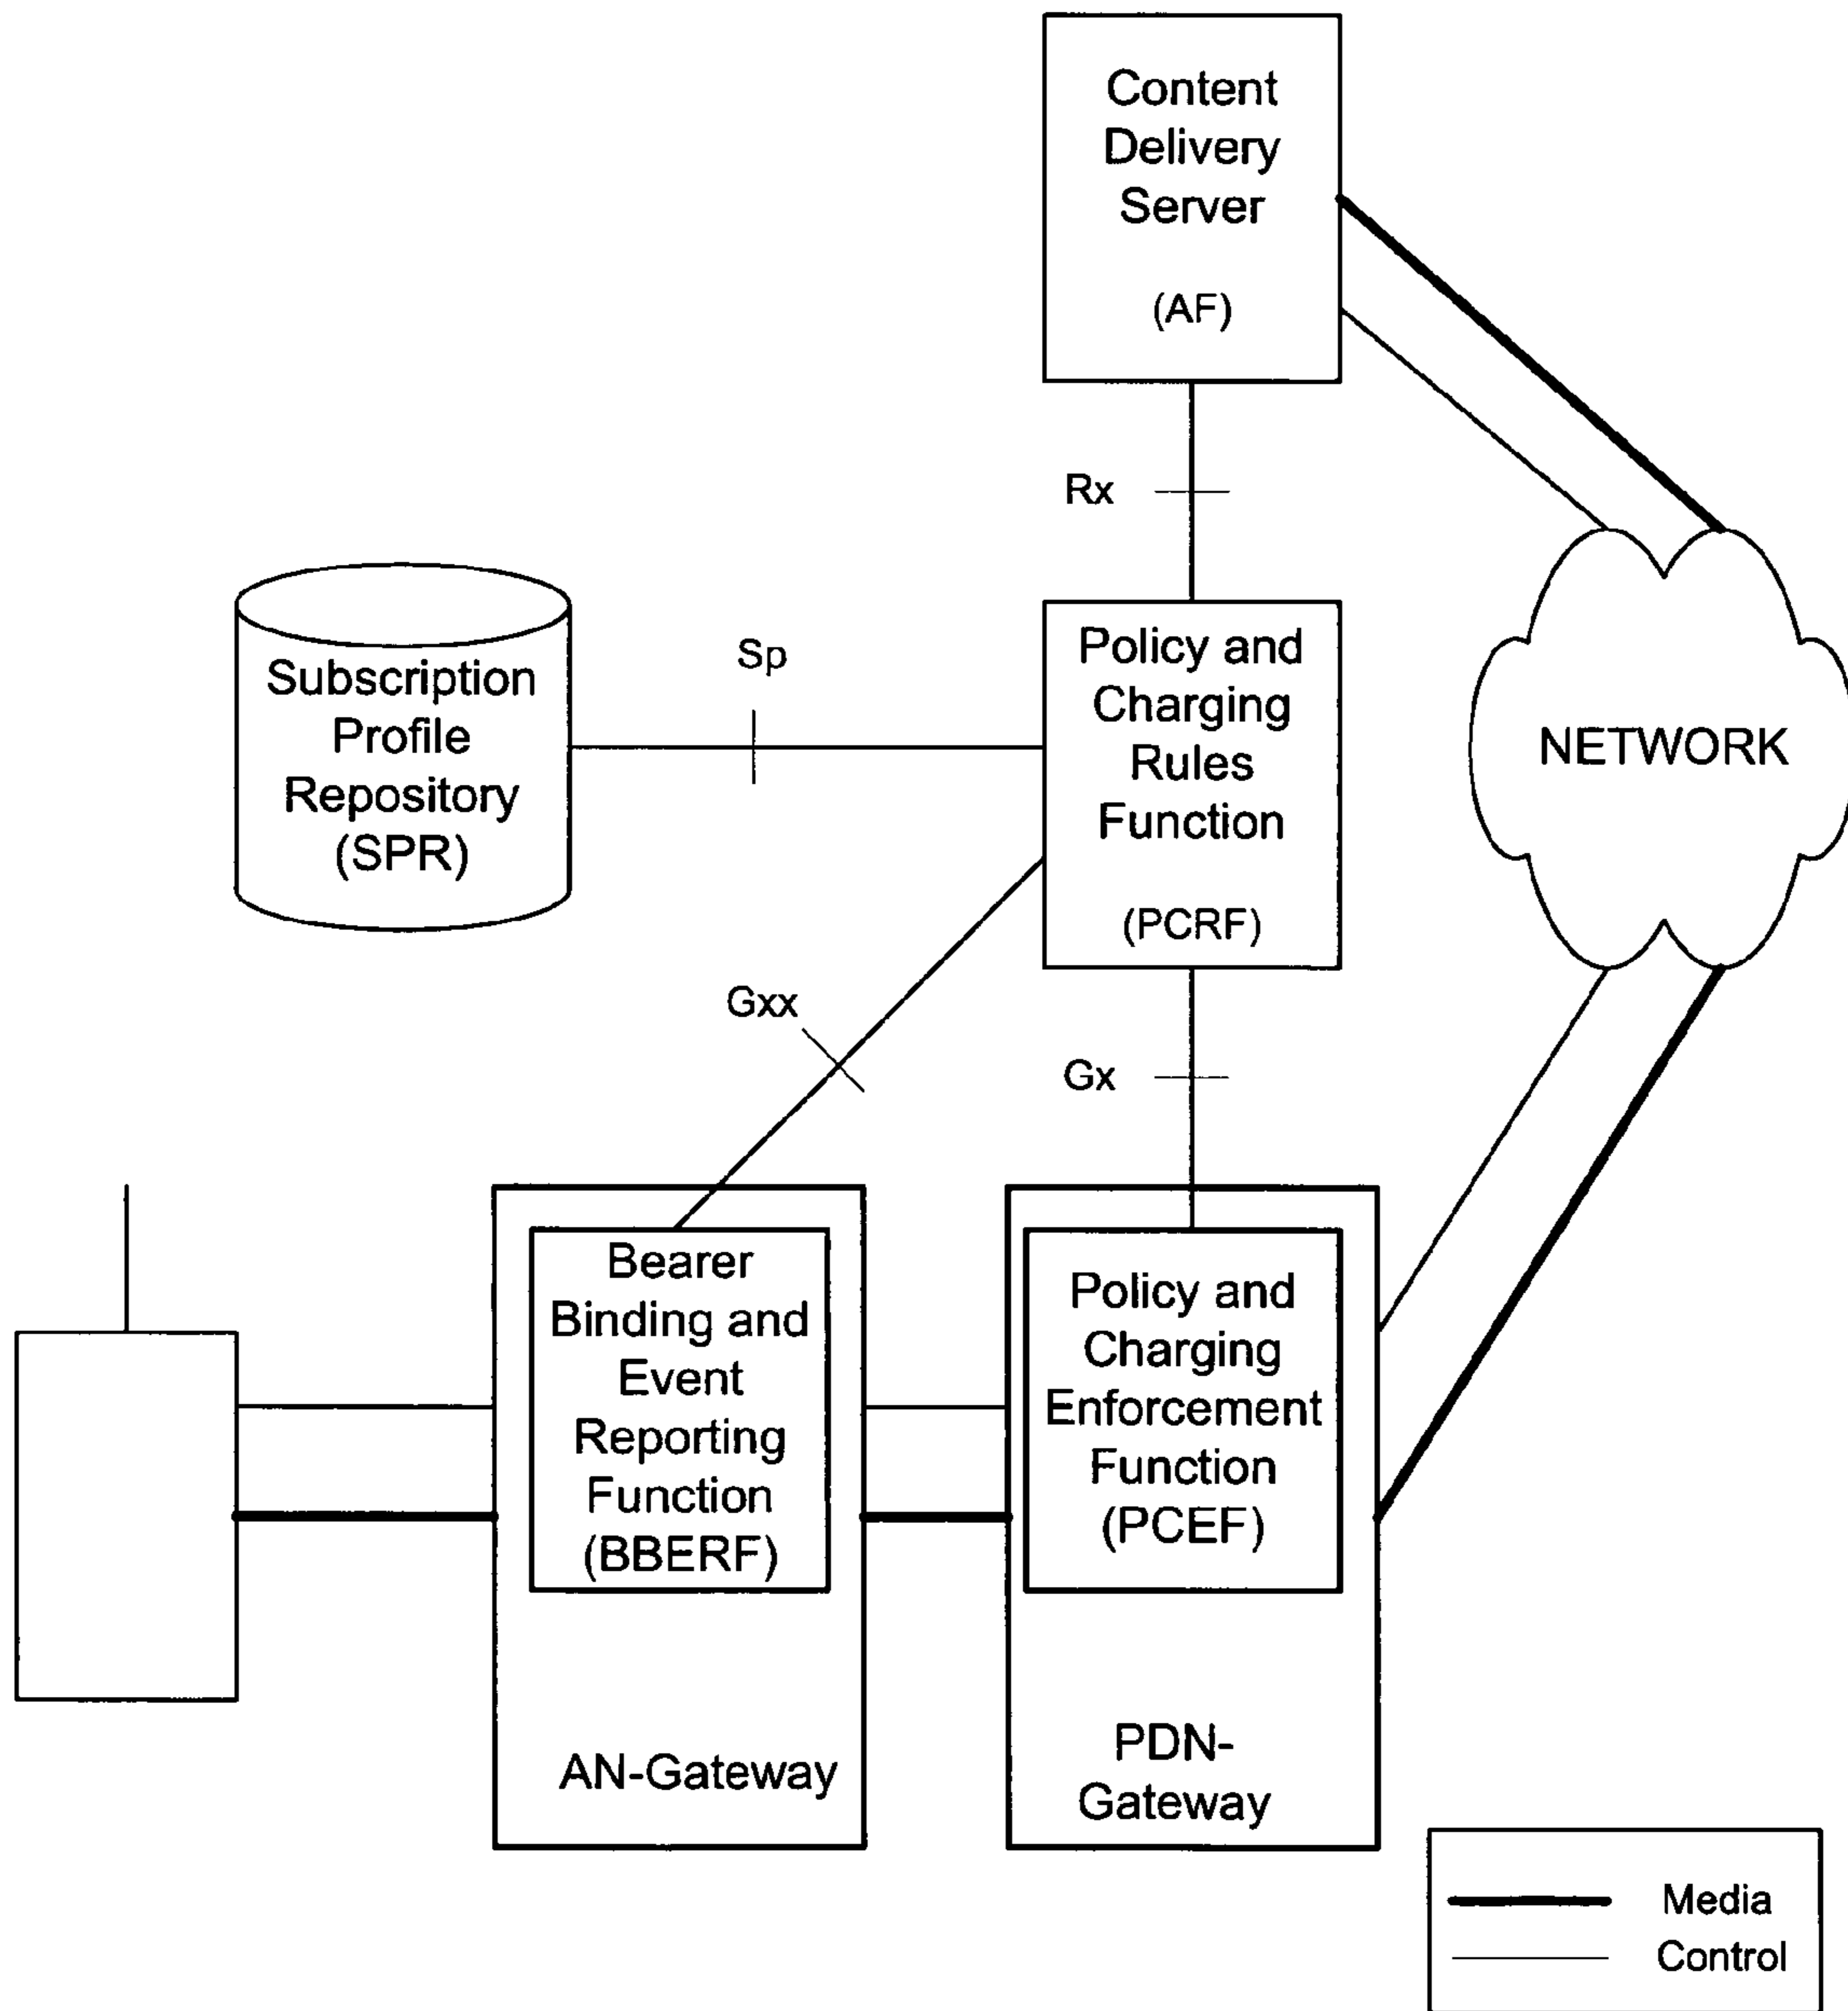 Content
Delivery
Server
(AF)
Rx
Subscription
Profile
Repository
(SPR)
Sp
Policy and
Charging
Rules
Function
(PCRF)
NETWORK
Gxx
Gx
Bearer
Binding and
Event
Reporting
Function
(BBERF)
AN-Gateway
Policy and
Charging
Enforcement
Function
(PCEF)
PDN-
Gateway
Media
Control